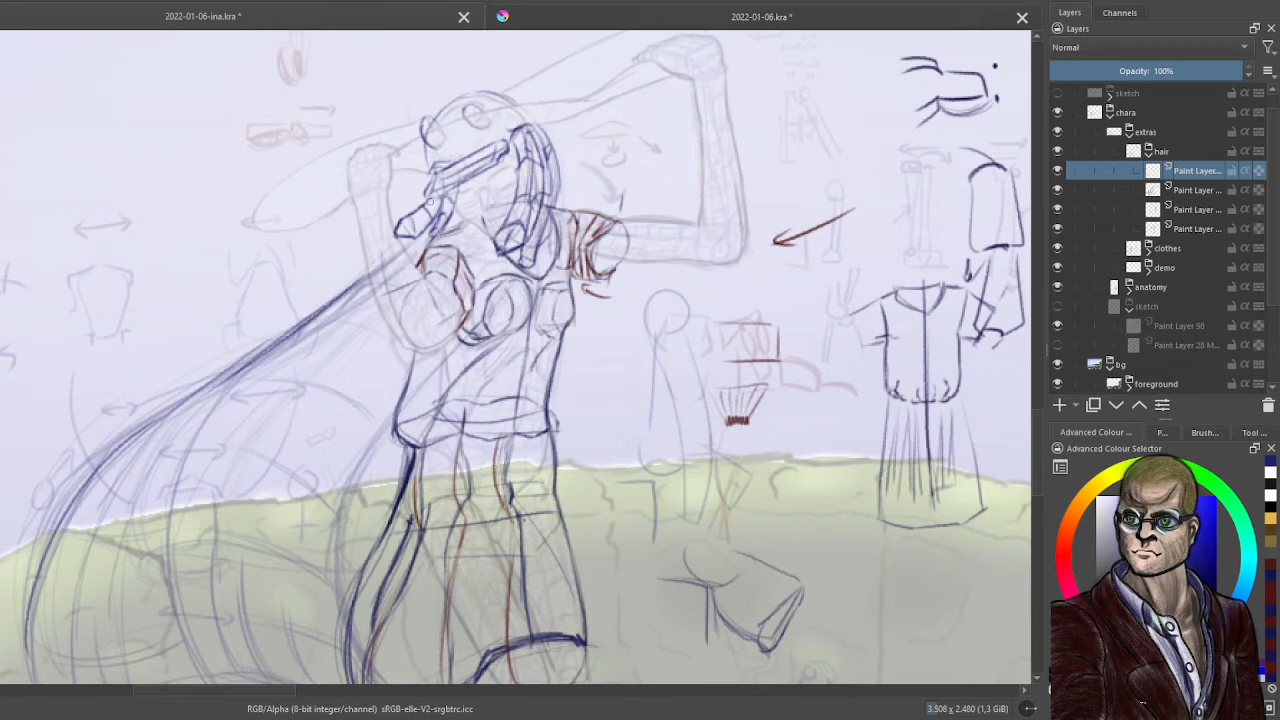 2022-01-06-ina.kra *
2022-01-06.kra *
Layers
Channels
Layers
Normal
Opacity: 100%
sketch
chara
extras
hair
Paint Layer...
Paint Layer ...
Paint Layer ...
Paint Layer ...
clothes
demo
anatomy
sketch
Paint Layer 98
Paint Layer 28 M...
bg
foreground
Advanced Colour ...
P...
Brush...
Tool ...
Advanced Colour Selector
RGB/Alpha (8-bit integer/channel) sRGB-elle-V2-srgbtrc.icc
3.508 x 2.480 (1,3 GiB)